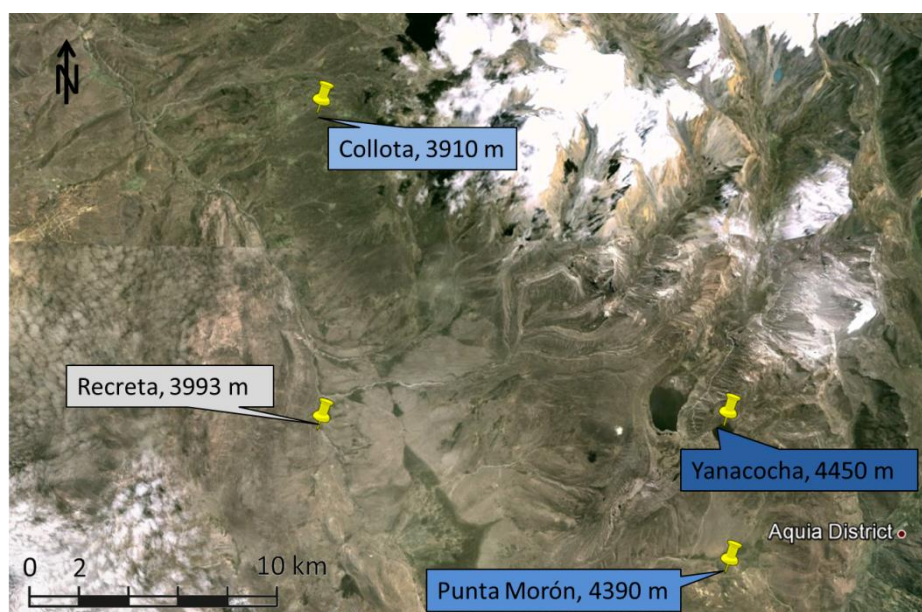 N
Collota, 3910 m
Recreta, 3993 m
Yanacocha, 4450 m
Aquia District
0 2 10 km
Punta Morón, 4390 m